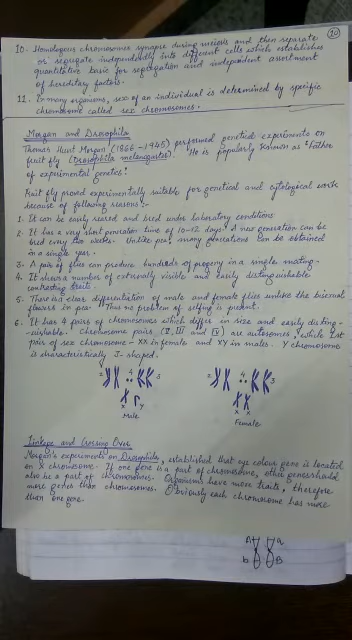 20
10. Homologous chromosomes synapse during meiosis and then separate
or segregate independently into different cells which establishes
quantitative basic for segregation and independent assortment
of hereditary factors.
11. In many organisms, sex of an individual is determined by specific
chromosome called sex chromosomes.
Morgan and Drosophila
Thomas Hunt Morgan (1866-1945) performed genetical experiments on
fruit fly (Drosophila melanogaster). He is popularly known as "father
of experimental genetics".
Fruit fly proved experimentally suitable for genetical and cytological work
because of following reasons:-
1. It can be easily reared and bred under laboratory conditions
2. It has a very short generation time of 10-12 days. A new generation can be
bred every two weeks. Unlike pea, many generations can be obtained
in a single year.
3. A pair of flies can produce hundreds of progeny in a single mating.
4. It shows a number of externally visible and easily distinguishable
contrasting traits.
5. There is a clear differentiation of male and female flies unlike the bisexual
flowers in pea. Thus no problem of selfing is present.
6. It has 4 pairs of chromosomes which differ in size and easily disting-
-uishable. Chromosome pairs (II, III and IV) are autosomes, while 1st
pair of sex chromosome - XX in female and XY in males. Y chromosome
is characteristically J-shaped.
2 4 3
X Y
Male
2 4 3
X X
Female
Linkage and Crossing Over
Morgan's experiments on Drosophila, established that eye colour gene is located
on X chromosome. If one gene is a part of chromosome, other genes should
also be a part of chromosomes. Organisms have more traits, therefore
more genes than chromosomes. Obviously each chromosome has more
than one gene.
A a
b B